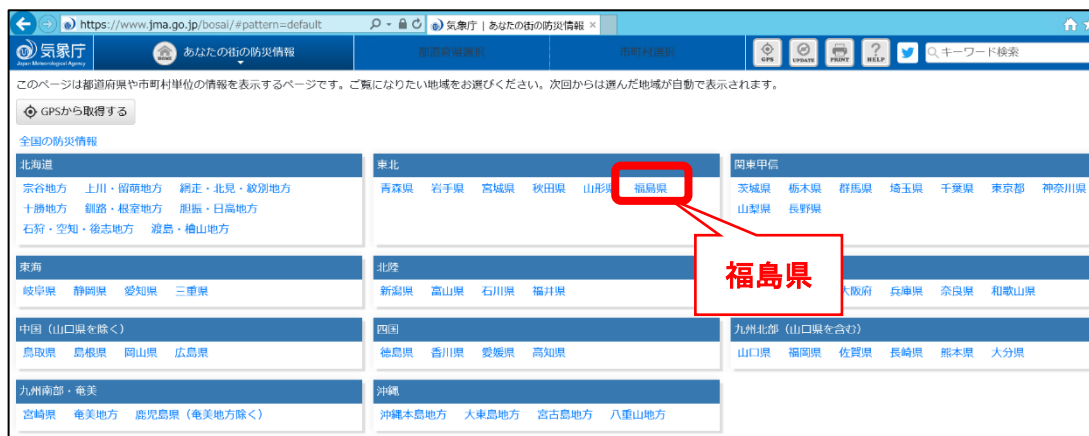 https://www.jma.go.jp/bosai/#pattern=default
気象庁 | あなたの街の防災情報 ×
気象庁
Japan Meteorological Agency
HOME
あなたの街の防災情報
都道府県選択
市町村選択
GPS
UPDATE
PRINT
HELP
キーワード検索
このページは都道府県や市町村単位の情報を表示するページです。ご覧になりたい地域をお選びください。次回からは選んだ地域が自動で表示されます。
GPSから取得する
全国の防災情報
北海道
宗谷地方 上川・留萌地方 網走・北見・紋別地方
十勝地方 釧路・根室地方 胆振・日高地方
石狩・空知・後志地方 渡島・檜山地方
東北
青森県 岩手県 宮城県 秋田県 山形県 福島県
関東甲信
茨城県 栃木県 群馬県 埼玉県 千葉県 東京都 神奈川県
山梨県 長野県
福島県
東海
岐阜県 静岡県 愛知県 三重県
北陸
新潟県 富山県 石川県 福井県
大阪府 兵庫県 奈良県 和歌山県
中国（山口県を除く）
鳥取県 島根県 岡山県 広島県
四国
徳島県 香川県 愛媛県 高知県
九州北部（山口県を含む）
山口県 福岡県 佐賀県 長崎県 熊本県 大分県
九州南部・奄美
宮崎県 奄美地方 鹿児島県（奄美地方除く）
沖縄
沖縄本島地方 大東島地方 宮古島地方 八重山地方